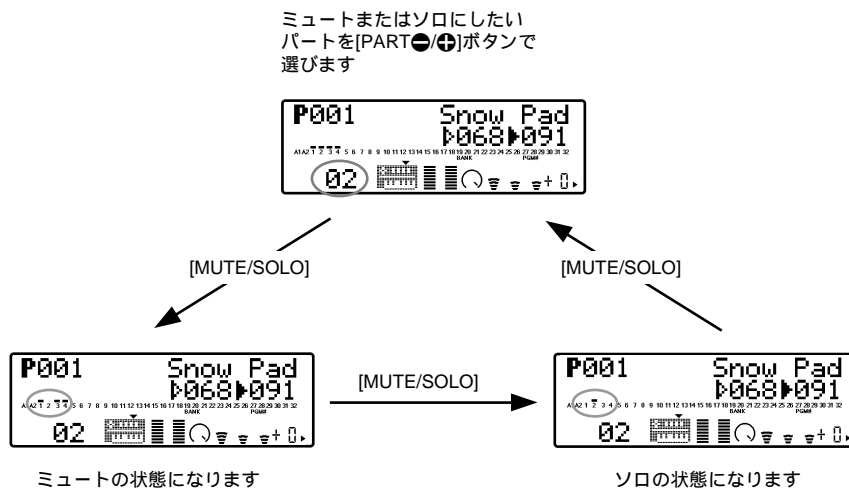 ミュートまたはソロにしたい
パートを[PART−/+]ボタンで
選びます
P001 Snow Pad
068 091
A1 A2 1 2 3 4 5 6 7 8 9 10 11 12 13 14 15 16 17 18 19 20 21 22 23 24 25 26 27 28 29 30 31 32
BANK PGM#
02 + 0
[MUTE/SOLO] [MUTE/SOLO]
P001 Snow Pad
068 091
A A2 1 2 3 4 5 6 7 8 9 10 11 12 13 14 15 16 17 18 19 20 21 22 23 24 25 26 27 28 29 30 31 32
BANK PGM#
02 + 0
ミュートの状態になります
[MUTE/SOLO]
P001 Snow Pad
068 091
A A2 1 2 3 4 5 6 7 8 9 10 11 12 13 14 15 16 17 18 19 20 21 22 23 24 25 26 27 28 29 30 31 32
BANK PGM#
02 + 0
ソロの状態になります